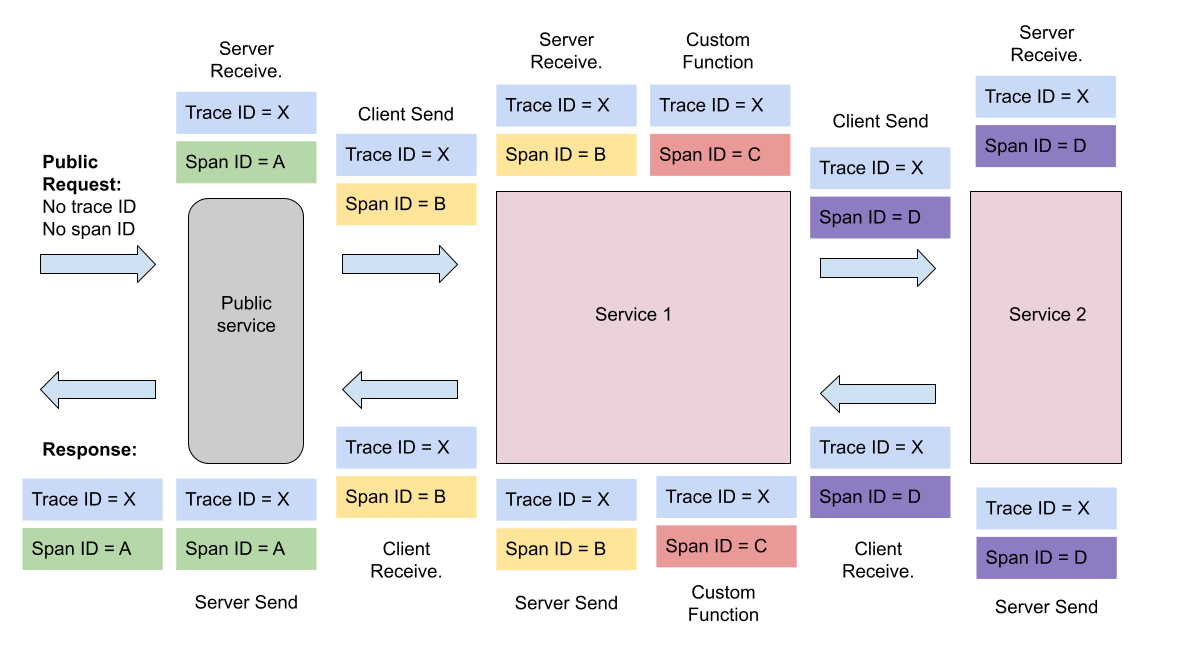 Server
Receive.
Trace ID = X
Span ID = A
Client Send
Trace ID = X
Span ID = B
Server
Receive.
Trace ID = X
Span ID = B
Custom
Function
Trace ID = X
Span ID = C
Client Send
Trace ID = X
Span ID = D
Server
Receive.
Trace ID = X
Span ID = D
Public
Request:
No trace ID
No span ID
Public
service
Service 1
Service 2
Response:
Trace ID = X
Span ID = A
Trace ID = X
Span ID = A
Server Send
Trace ID = X
Span ID = B
Client
Receive.
Trace ID = X
Span ID = B
Server Send
Trace ID = X
Span ID = C
Custom
Function
Trace ID = X
Span ID = D
Client
Receive.
Trace ID = X
Span ID = D
Server Send